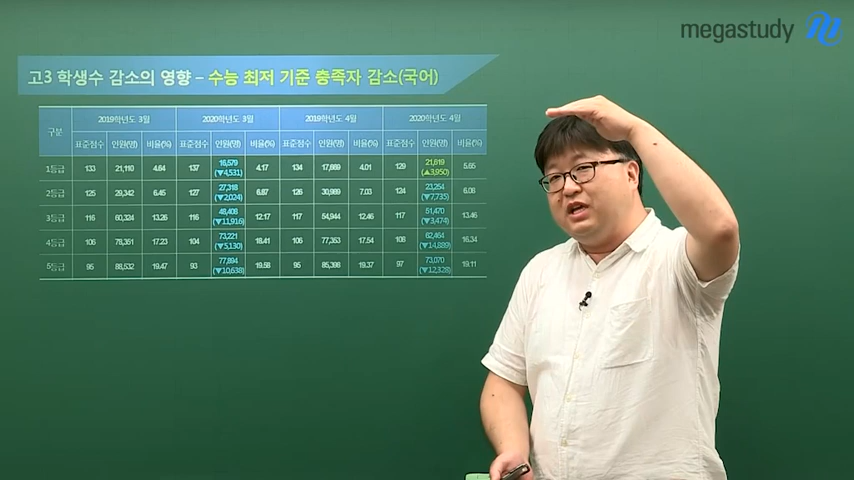 megastudy
고3 학생수 감소의 영향 – 수능 최저 기준 충족자 감소(국어)
구분 2019학년도 3월 2020학년도 3월 2019학년도 4월 2020학년도 4월
표준점수 인원(명) 비율(%) 표준점수 인원(명) 비율(%) 표준점수 인원(명) 비율(%) 표준점수 인원(명) 비율(%)
1등급 133 21,110 4.64 137 16,579 (▼4,531) 4.17 134 17,669 4.01 129 21,619 (▲3,950) 5.65
2등급 125 29,342 6.45 127 27,318 (▼2,024) 6.87 126 30,989 7.03 124 23,254 (▼7,735) 6.08
3등급 116 60,324 13.26 116 48,408 (▼11,916) 12.17 117 54,944 12.46 117 51,470 (▼3,474) 13.46
4등급 106 78,351 17.23 104 73,221 (▼5,130) 18.41 106 77,353 17.54 108 62,464 (▼14,889) 16.34
5등급 95 88,532 19.47 93 77,894 (▼10,638) 19.58 95 85,398 19.37 97 73,070 (▼12,328) 19.11